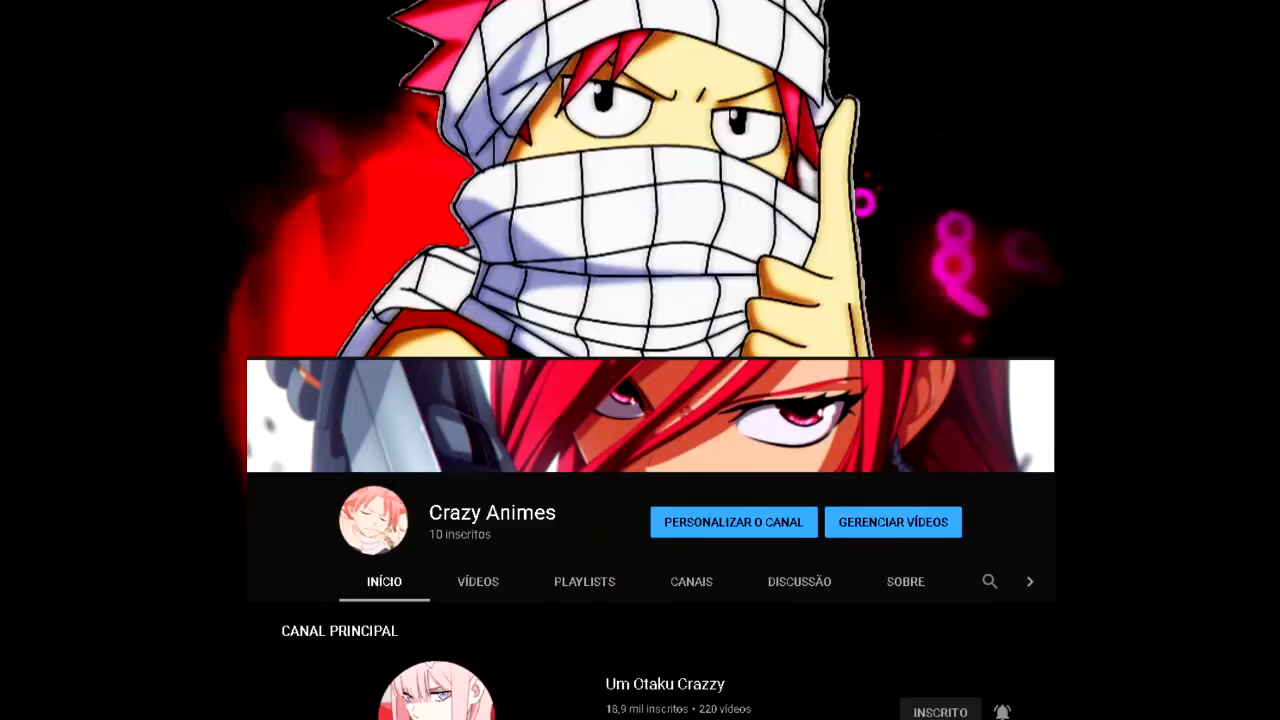 Crazy Animes
10 inscritos
PERSONALIZAR O CANAL
GERENCIAR VÍDEOS
INÍCIO
VÍDEOS
PLAYLISTS
CANAIS
DISCUSSÃO
SOBRE
CANAL PRINCIPAL
Um Otaku Crazzy
18,9 mil inscritos • 220 vídeos
INSCRITO